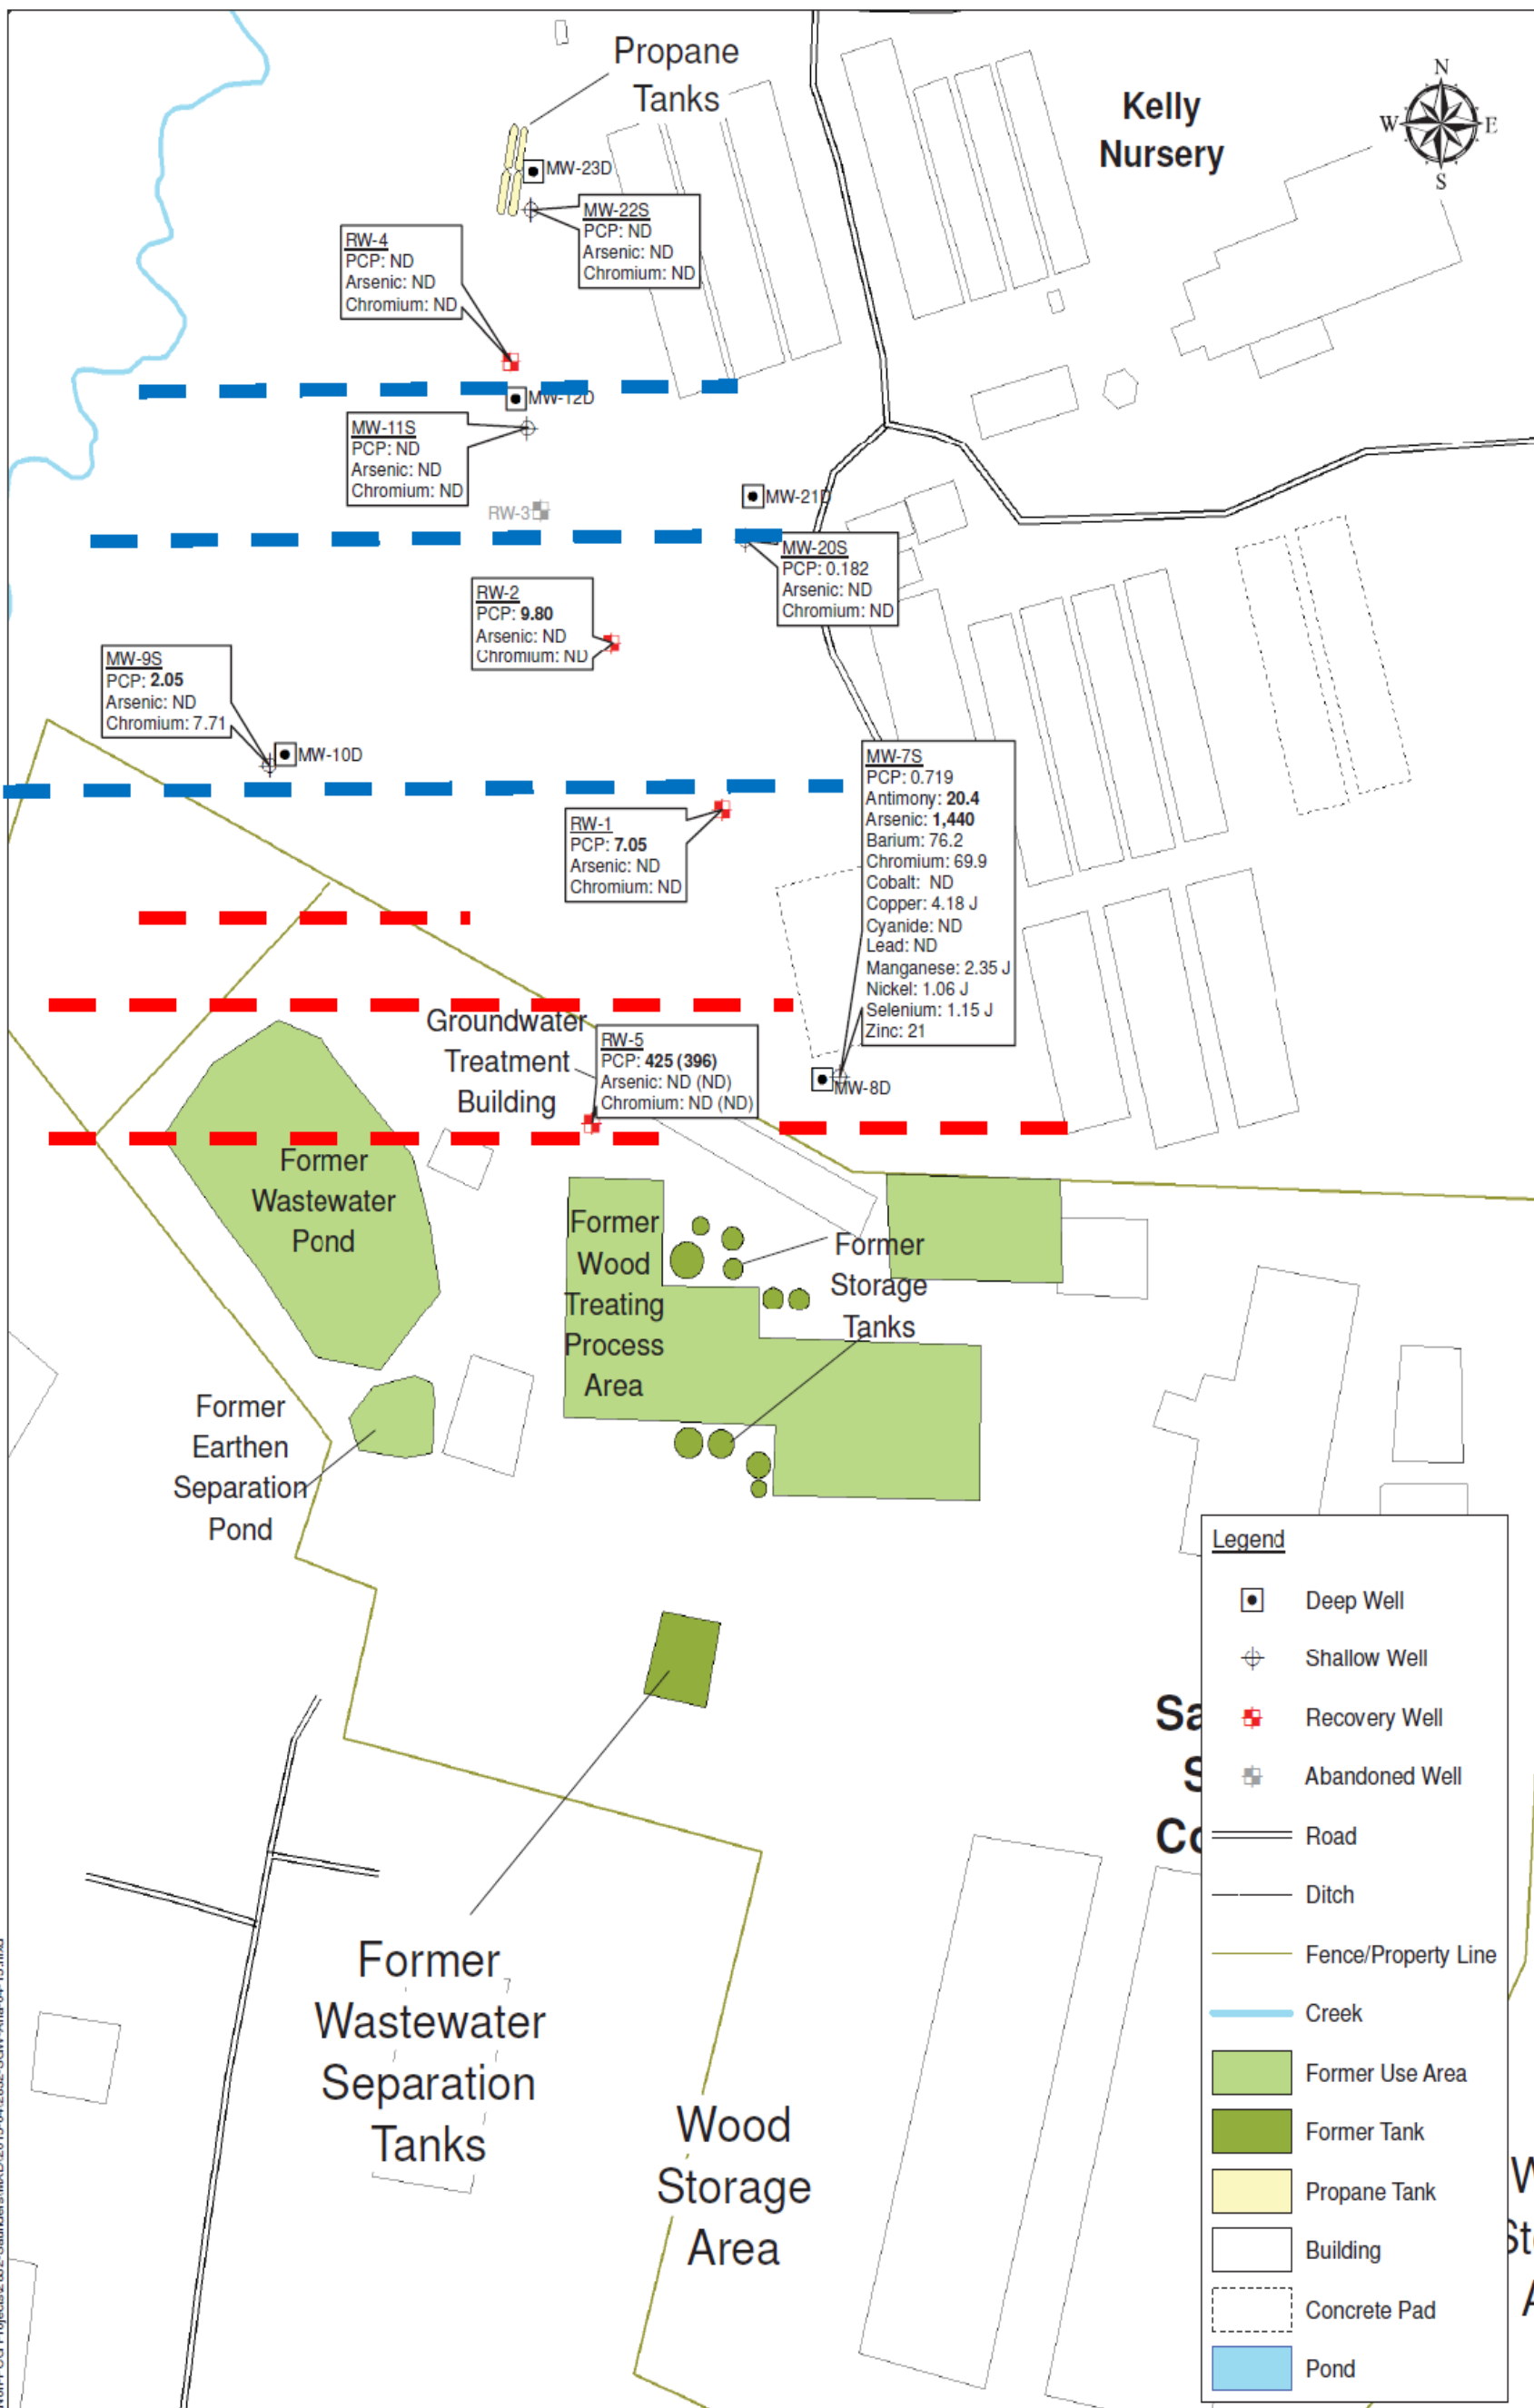 Propane
Tanks
Kelly
Nursery
N
W
E
S
MW-23D
MW-22S
PCP: ND
Arsenic: ND
Chromium: ND
RW-4
PCP: ND
Arsenic: ND
Chromium: ND
MW-12D
MW-11S
PCP: ND
Arsenic: ND
Chromium: ND
RW-3
MW-21D
MW-20S
PCP: 0.182
Arsenic: ND
Chromium: ND
RW-2
PCP: 9.80
Arsenic: ND
Chromium: ND
MW-9S
PCP: 2.05
Arsenic: ND
Chromium: 7.71
MW-10D
MW-7S
PCP: 0.719
Antimony: 20.4
Arsenic: 1,440
Barium: 76.2
Chromium: 69.9
Cobalt: ND
Copper: 4.18 J
Cyanide: ND
Lead: ND
Manganese: 2.35 J
Nickel: 1.06 J
Selenium: 1.15 J
Zinc: 21
RW-1
PCP: 7.05
Arsenic: ND
Chromium: ND
Groundwater
Treatment
Building
RW-5
PCP: 425 (396)
Arsenic: ND (ND)
Chromium: ND (ND)
MW-8D
Former
Wastewater
Pond
Former
Wood
Treating
Process
Area
Former
Storage
Tanks
Former
Earthen
Separation
Pond
Former
Wastewater
Separation
Tanks
Wood
Storage
Area
Sa
S
Co
Legend
Deep Well
Shallow Well
Recovery Well
Abandoned Well
Road
Ditch
Fence/Property Line
Creek
Former Use Area
Former Tank
Propane Tank
Building
Concrete Pad
Pond